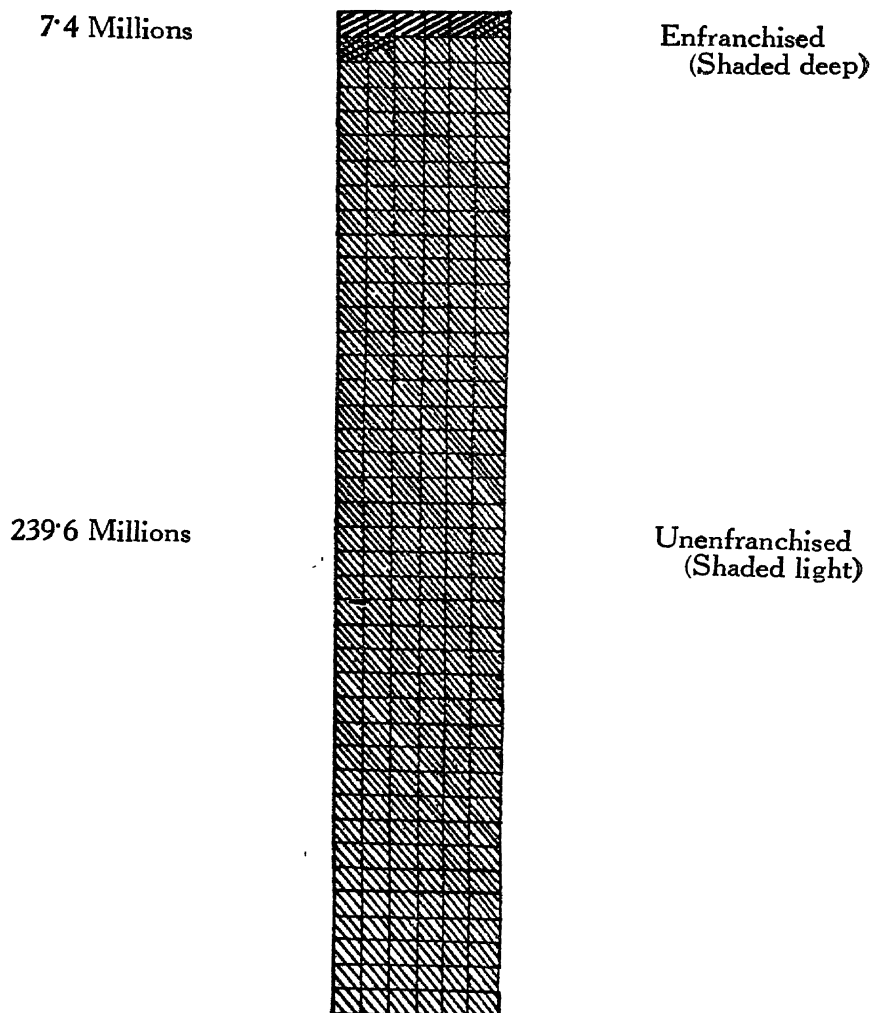 7·4 Millions
Enfranchised
(Shaded deep)
239·6 Millions
Unenfranchised
(Shaded light)